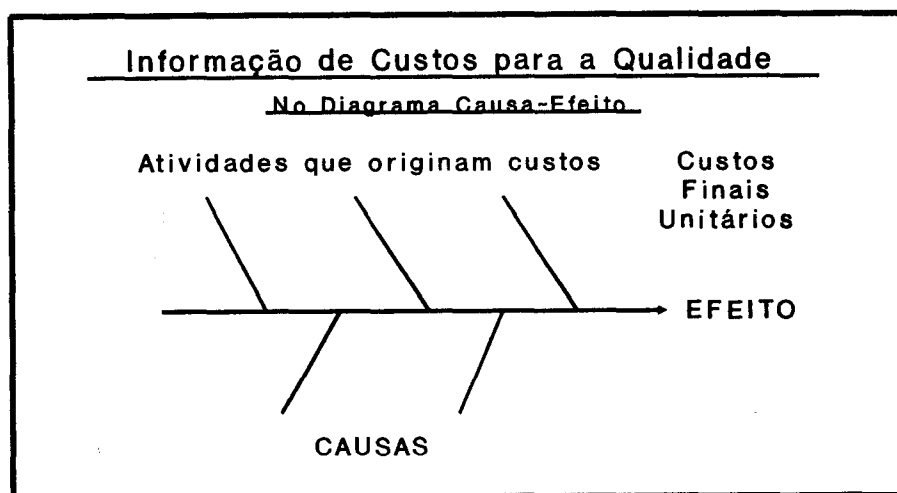 Informação de Custos para a Qualidade
No Diagrama Causa-Efeito
Atividades que originam custos
Custos
Finais
Unitários
EFEITO
CAUSAS